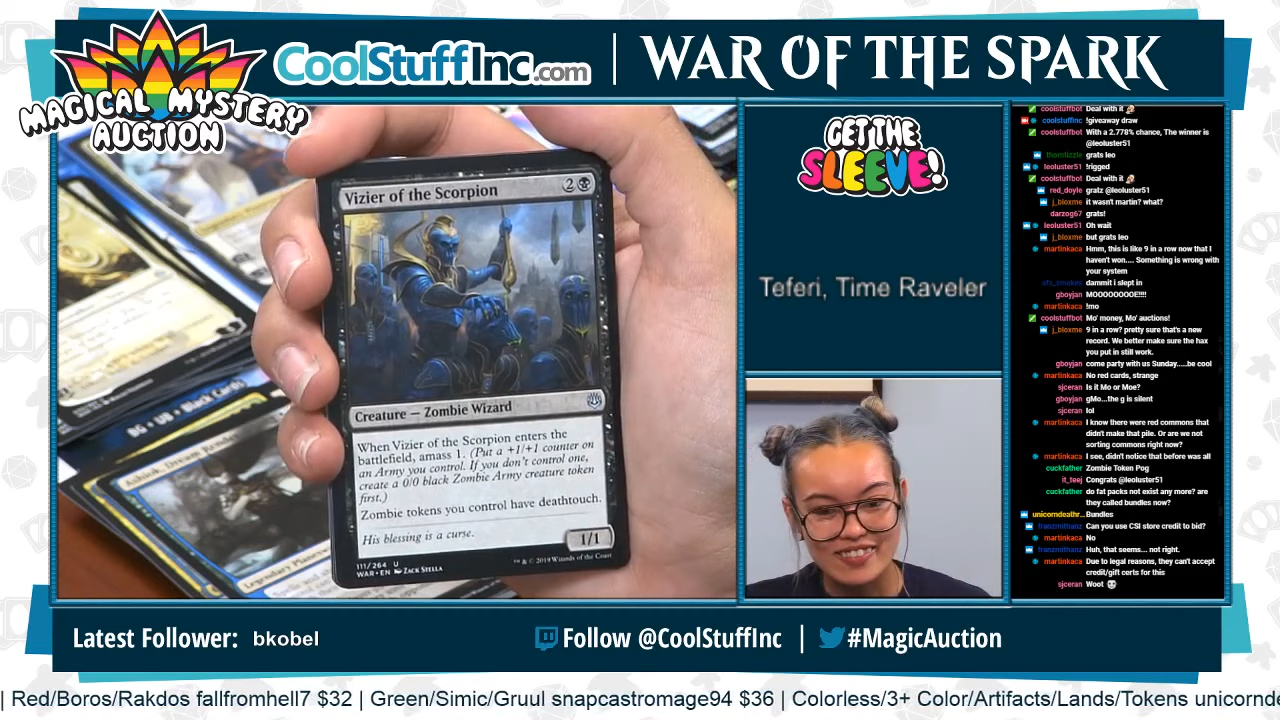 MAGICAL MYSTERY
AUCTION
CoolStuffInc.com
WAR OF THE SPARK
Vizier of the Scorpion 2
Creature — Zombie Wizard
When Vizier of the Scorpion enters the
battlefield, amass 1. (Put a +1/+1 counter on
an Army you control. If you don't control one,
create a 0/0 black Zombie Army creature token
first.)
Zombie tokens you control have deathtouch.
His blessing is a curse.
1/1
111/264 U
WAR • EN ZACK STELLA
™ & © 2019 Wizards of the Coast
GET THE
SLEEVE!
Teferi, Time Raveler
coolstuffbot Deal with it
coolstuffinc !giveaway draw
coolstuffbot With a 2.778% chance, The winner is
@leoluster51
thornlizzle grats leo
leoluster51 !rigged
coolstuffbot Deal with it
red_doyle gratz @leoluster51
j_bloxme it wasn't martin? what?
darzog67 grats!
leoluster51 Oh wait
j_bloxme but grats leo
martinkaca Hmm, this is like 9 in a row now that I
haven't won.... Something is wrong with
your system
dammit i slept in
gboyjan MOOOOOOOOE!!!!
martinkaca !mo
coolstuffbot Mo' money, Mo' auctions!
j_bloxme 9 in a row? pretty sure that's a new
record. We better make sure the hax
you put in still work.
gboyjan come party with us Sunday.....be cool
martinkaca No red cards, strange
sjceran Is it Mo or Moe?
gboyjan gMo...the g is silent
sjceran lol
martinkaca I know there were red commons that
didn't make that pile. Or are we not
sorting commons right now?
martinkaca I see, didn't notice that before was all
cuckfather Zombie Token Pog
it_teej Congrats @leoluster51
cuckfather do fat packs not exist any more? are
they called bundles now?
unicorndeathr... Bundles
franzmithanz Can you use CSI store credit to bid?
martinkaca No
franzmithanz Huh, that seems... not right.
martinkaca Due to legal reasons, they can't accept
credit/gift certs for this
sjceran Woot
Latest Follower: bkobel
Follow @CoolStuffInc | #MagicAuction
| Red/Boros/Rakdos fallfromhell7 $32 | Green/Simic/Gruul snapcastromage94 $36 | Colorless/3+ Color/Artifacts/Lands/Tokens unicornde